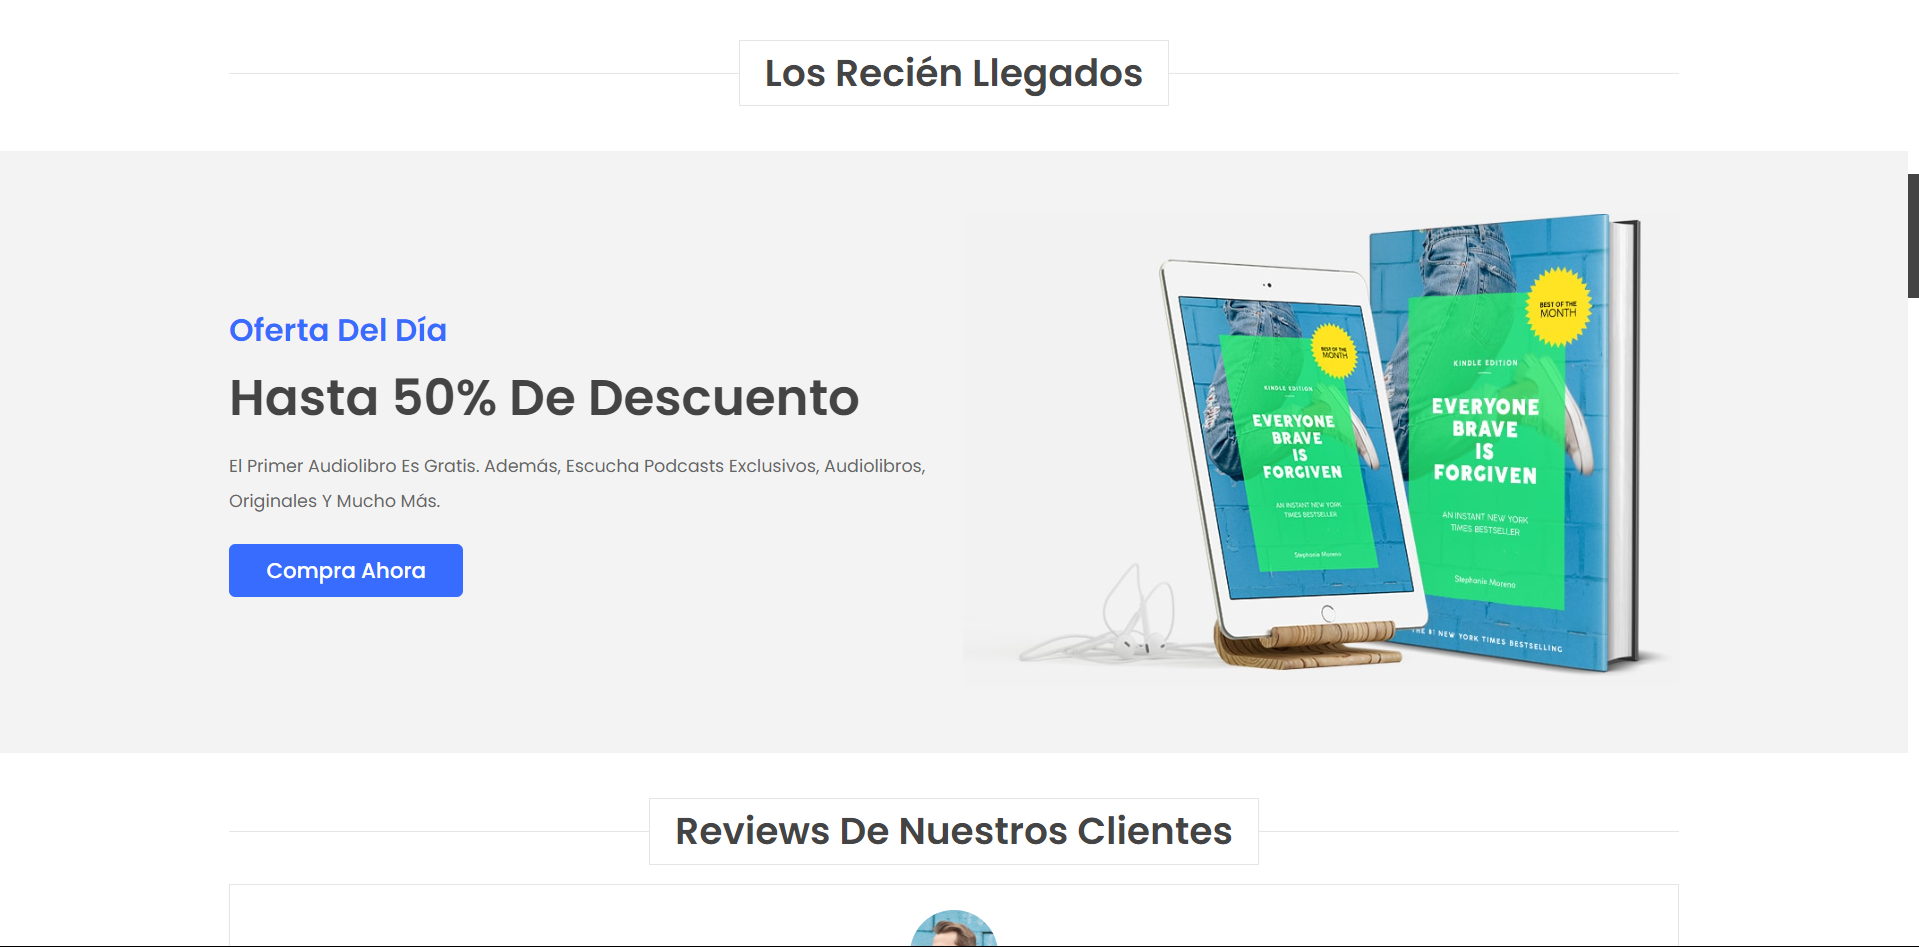 Los Recién Llegados
Oferta Del Día
Hasta 50% De Descuento
El Primer Audiolibro Es Gratis. Además, Escucha Podcasts Exclusivos, Audiolibros,
Originales Y Mucho Más.
Compra Ahora
BEST OF THE
MONTH
KINDLE EDITION
EVERYONE
BRAVE
IS
FORGIVEN
AN INSTANT NEW YORK
TIMES BESTSELLER
Stephanie Moreno
BEST OF THE
MONTH
KINDLE EDITION
EVERYONE
BRAVE
IS
FORGIVEN
AN INSTANT NEW YORK
TIMES BESTSELLER
Stephanie Moreno
THE #1 NEW YORK TIMES BESTSELLING
Reviews De Nuestros Clientes